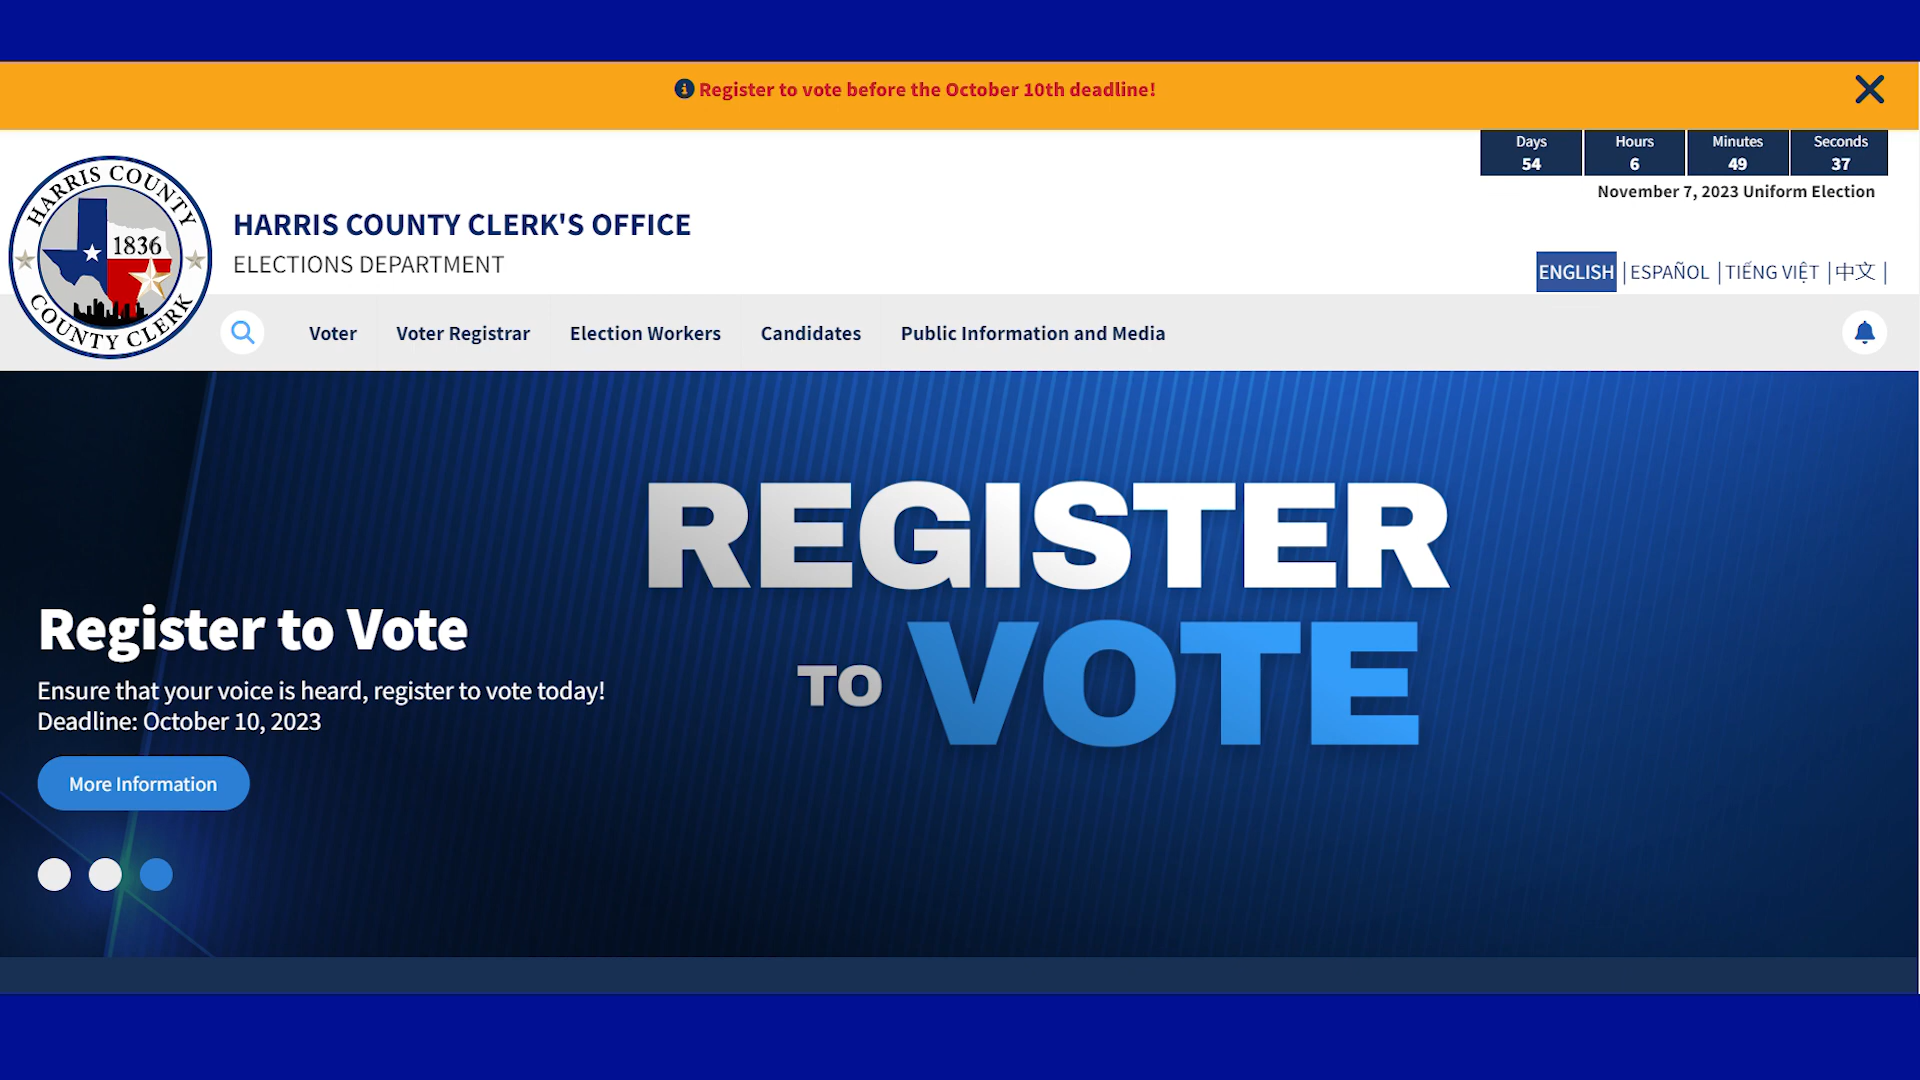 Register to vote before the October 10th deadline!
Days Hours Minutes Seconds
54 6 49 37
November 7, 2023 Uniform Election
HARRIS COUNTY
1836
COUNTY CLERK
HARRIS COUNTY CLERK'S OFFICE
ELECTIONS DEPARTMENT
ENGLISH | ESPAÑOL | TIẾNG VIỆT | 中文 |
Voter Voter Registrar Election Workers Candidates Public Information and Media
REGISTER
TO VOTE
Register to Vote
Ensure that your voice is heard, register to vote today!
Deadline: October 10, 2023
More Information